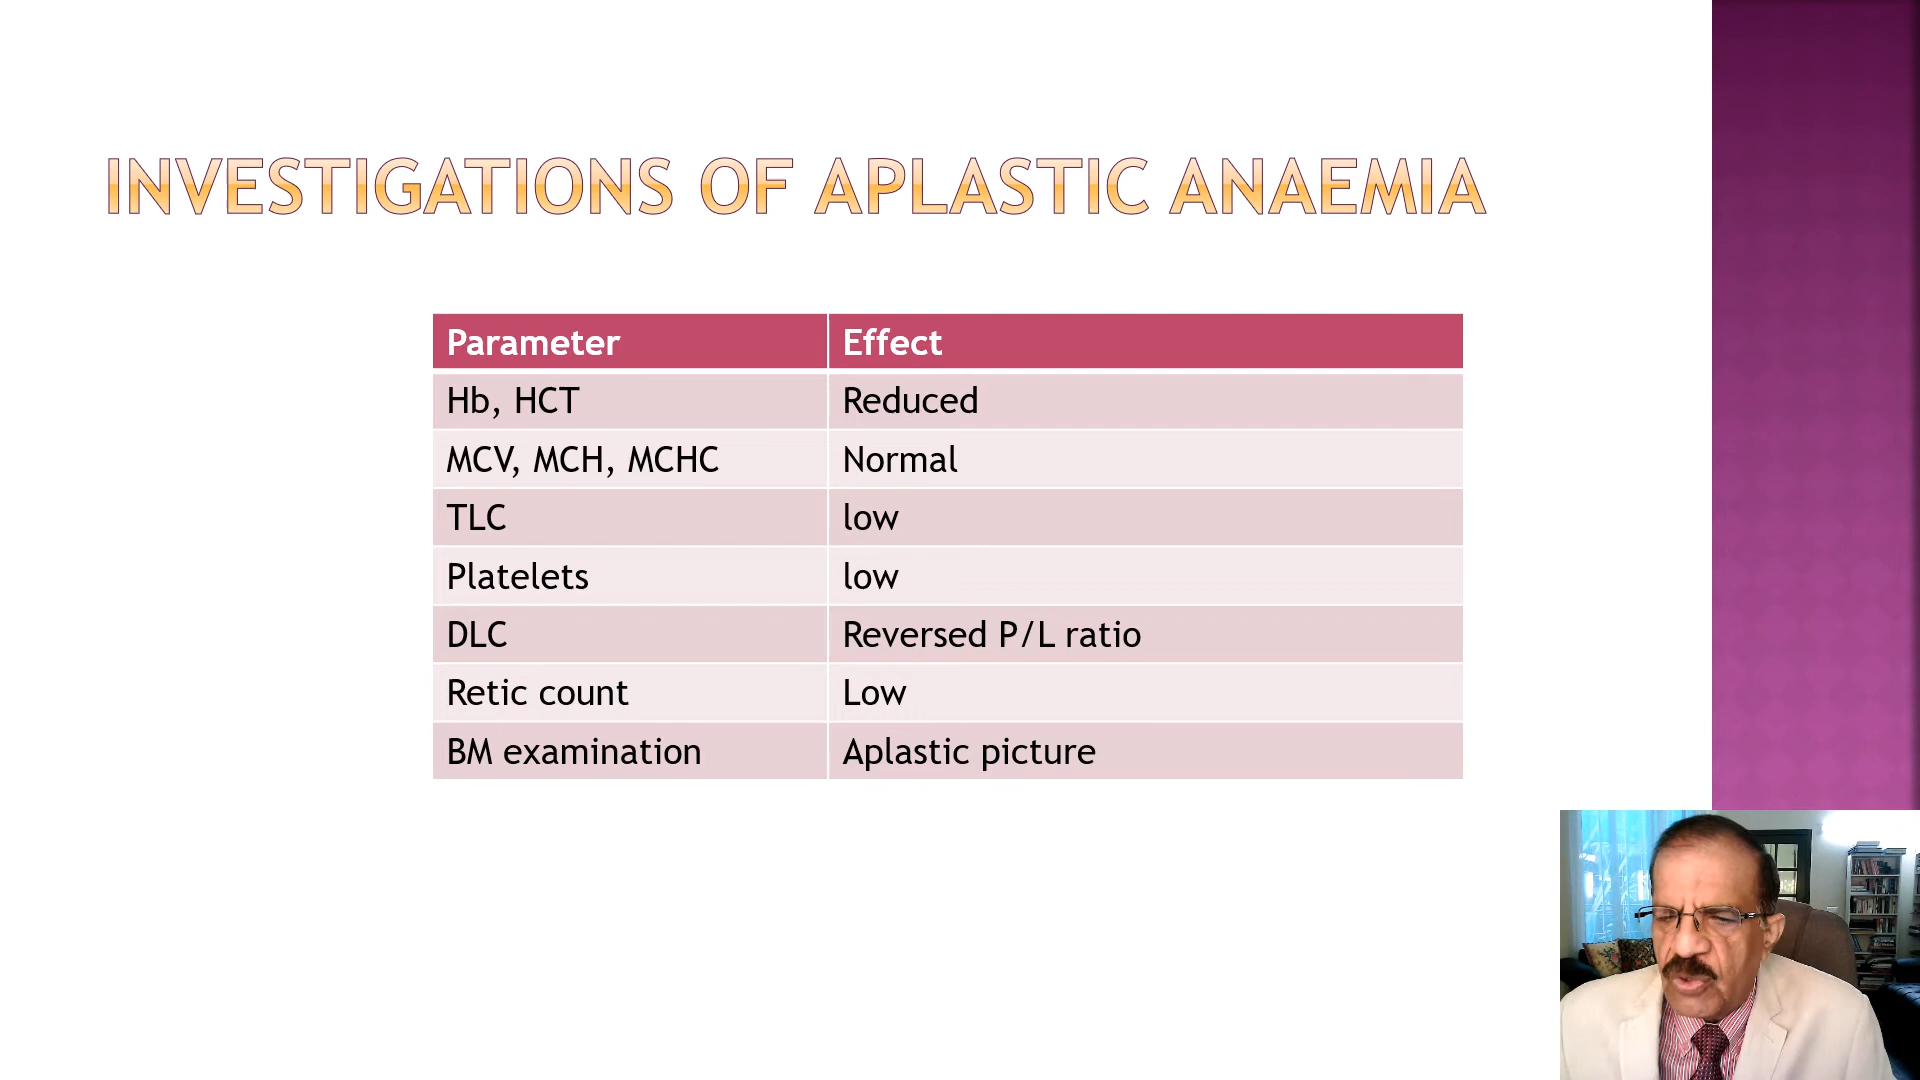 INVESTIGATIONS OF APLASTIC ANAEMIA
Parameter Effect
Hb, HCT Reduced
MCV, MCH, MCHC Normal
TLC low
Platelets low
DLC Reversed P/L ratio
Retic count Low
BM examination Aplastic picture